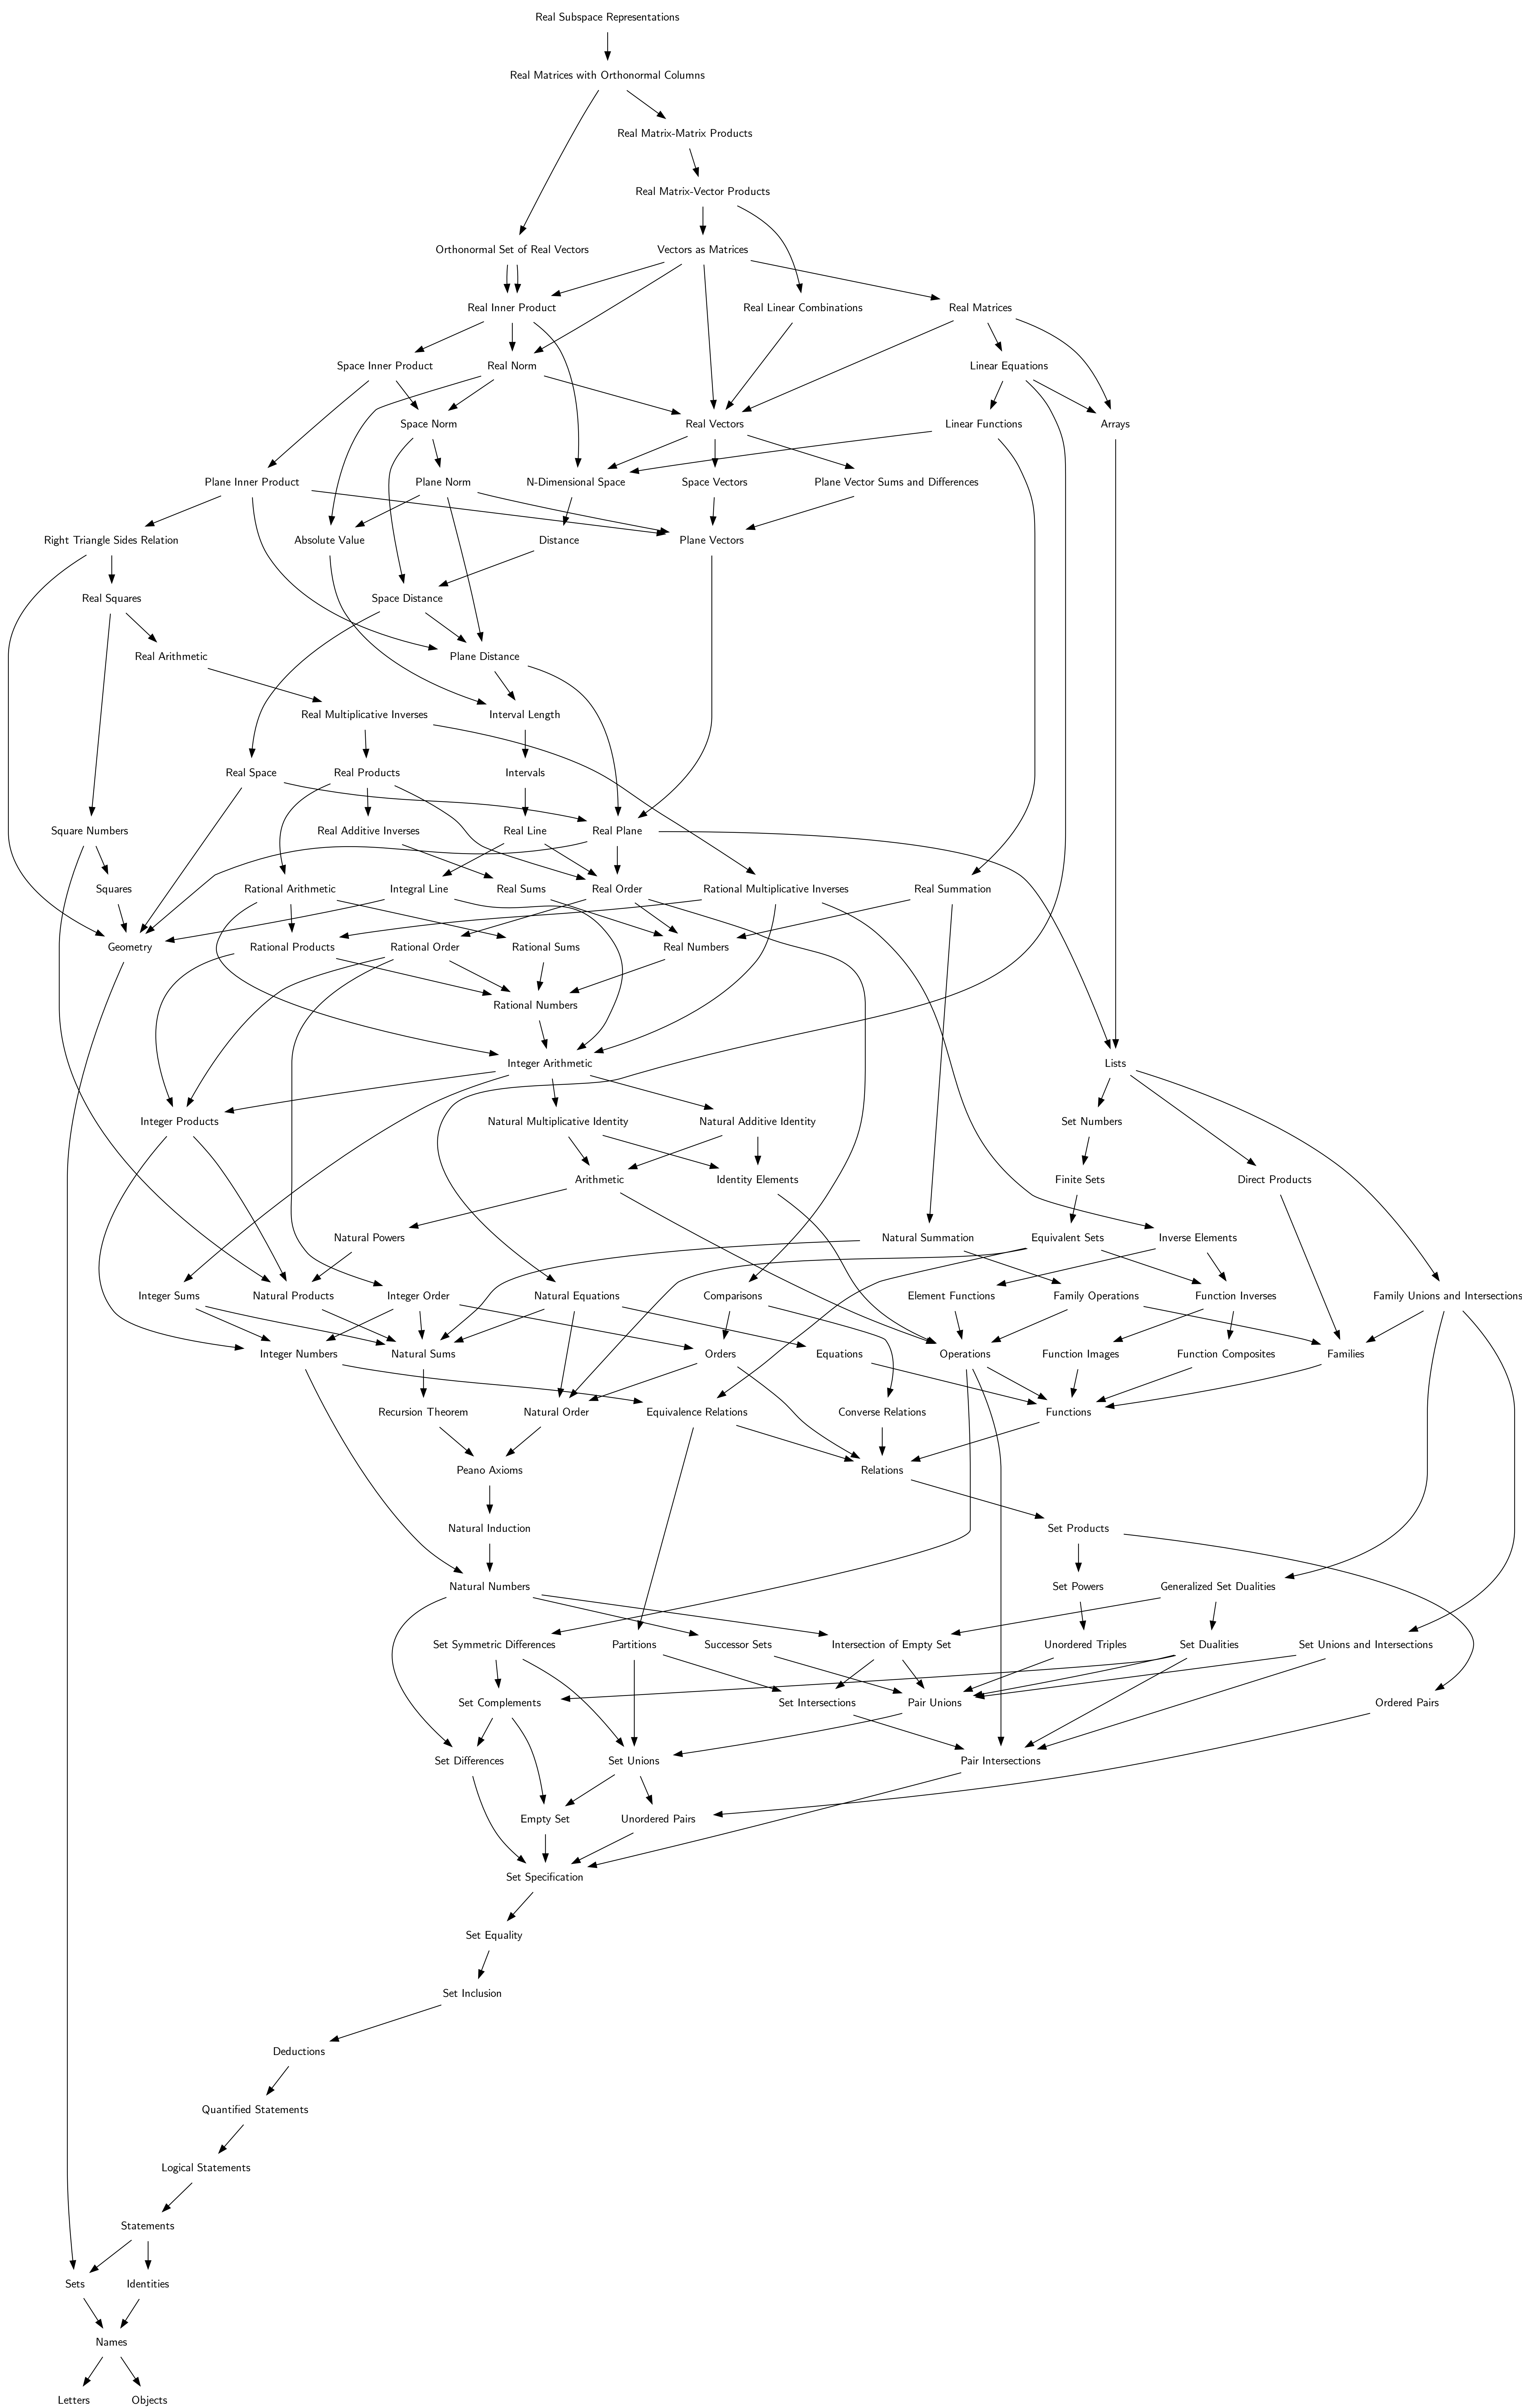 Real Subspace Representations
Real Matrices with Orthonormal Columns
Real Matrix-Matrix Products
Real Matrix-Vector Products
Orthonormal Set of Real Vectors
Vectors as Matrices
Real Inner Product
Real Linear Combinations
Real Matrices
Space Inner Product
Real Norm
Linear Equations
Space Norm
Real Vectors
Linear Functions
Arrays
Plane Inner Product
Plane Norm
N-Dimensional Space
Space Vectors
Plane Vector Sums and Differences
Right Triangle Sides Relation
Absolute Value
Distance
Plane Vectors
Real Squares
Space Distance
Real Arithmetic
Plane Distance
Real Multiplicative Inverses
Interval Length
Real Space
Real Products
Intervals
Square Numbers
Real Additive Inverses
Real Line
Real Plane
Squares
Rational Arithmetic
Integral Line
Real Sums
Real Order
Rational Multiplicative Inverses
Real Summation
Geometry
Rational Products
Rational Order
Rational Sums
Real Numbers
Rational Numbers
Integer Arithmetic
Lists
Integer Products
Natural Multiplicative Identity
Natural Additive Identity
Set Numbers
Arithmetic
Identity Elements
Finite Sets
Direct Products
Natural Powers
Natural Summation
Equivalent Sets
Inverse Elements
Integer Sums
Natural Products
Integer Order
Natural Equations
Comparisons
Element Functions
Family Operations
Function Inverses
Family Unions and Intersections
Integer Numbers
Natural Sums
Orders
Equations
Operations
Function Images
Function Composites
Families
Recursion Theorem
Natural Order
Equivalence Relations
Converse Relations
Functions
Peano Axioms
Relations
Natural Induction
Set Products
Natural Numbers
Set Powers
Generalized Set Dualities
Set Symmetric Differences
Partitions
Successor Sets
Intersection of Empty Set
Unordered Triples
Set Dualities
Set Unions and Intersections
Set Complements
Set Intersections
Pair Unions
Ordered Pairs
Set Differences
Set Unions
Pair Intersections
Empty Set
Unordered Pairs
Set Specification
Set Equality
Set Inclusion
Deductions
Quantified Statements
Logical Statements
Statements
Sets
Identities
Names
Letters
Objects